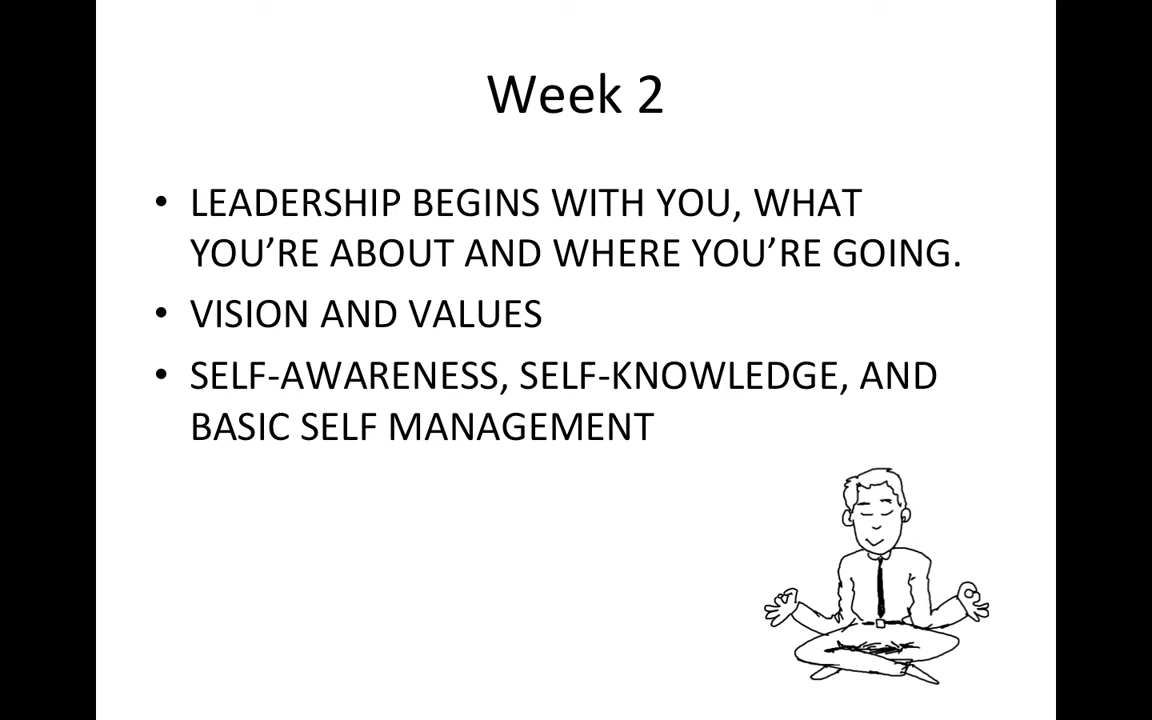 Week 2
• LEADERSHIP BEGINS WITH YOU, WHAT
YOU’RE ABOUT AND WHERE YOU’RE GOING.
• VISION AND VALUES
• SELF-AWARENESS, SELF-KNOWLEDGE, AND
BASIC SELF MANAGEMENT